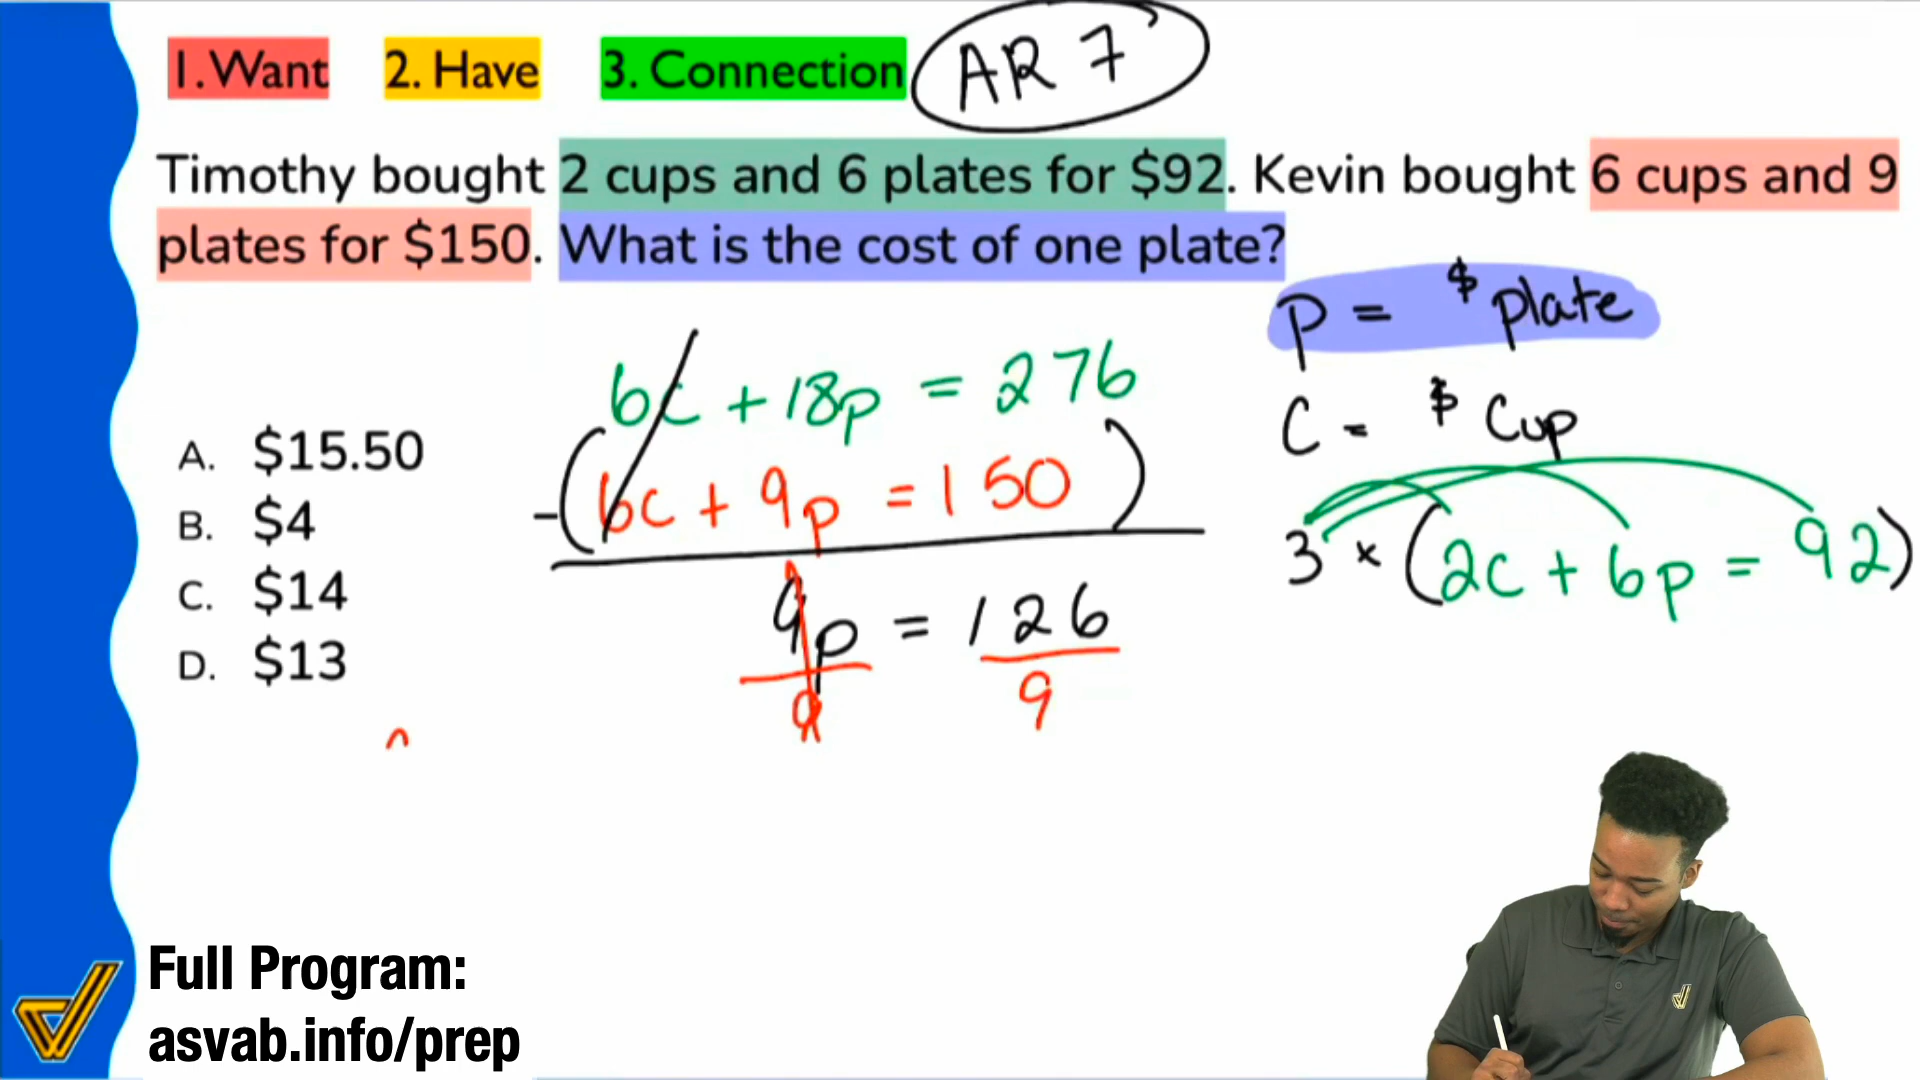 1. Want 2. Have 3. Connection AR 7
Timothy bought 2 cups and 6 plates for $92. Kevin bought 6 cups and 9
plates for $150. What is the cost of one plate?
P = $ plate
C = $ Cup
3 × (2c + 6p = 92)
6c + 18p = 276
-(6c + 9p = 150)
9p = 126
9 9
A. $15.50
B. $4
C. $14
D. $13
Full Program:
asvab.info/prep